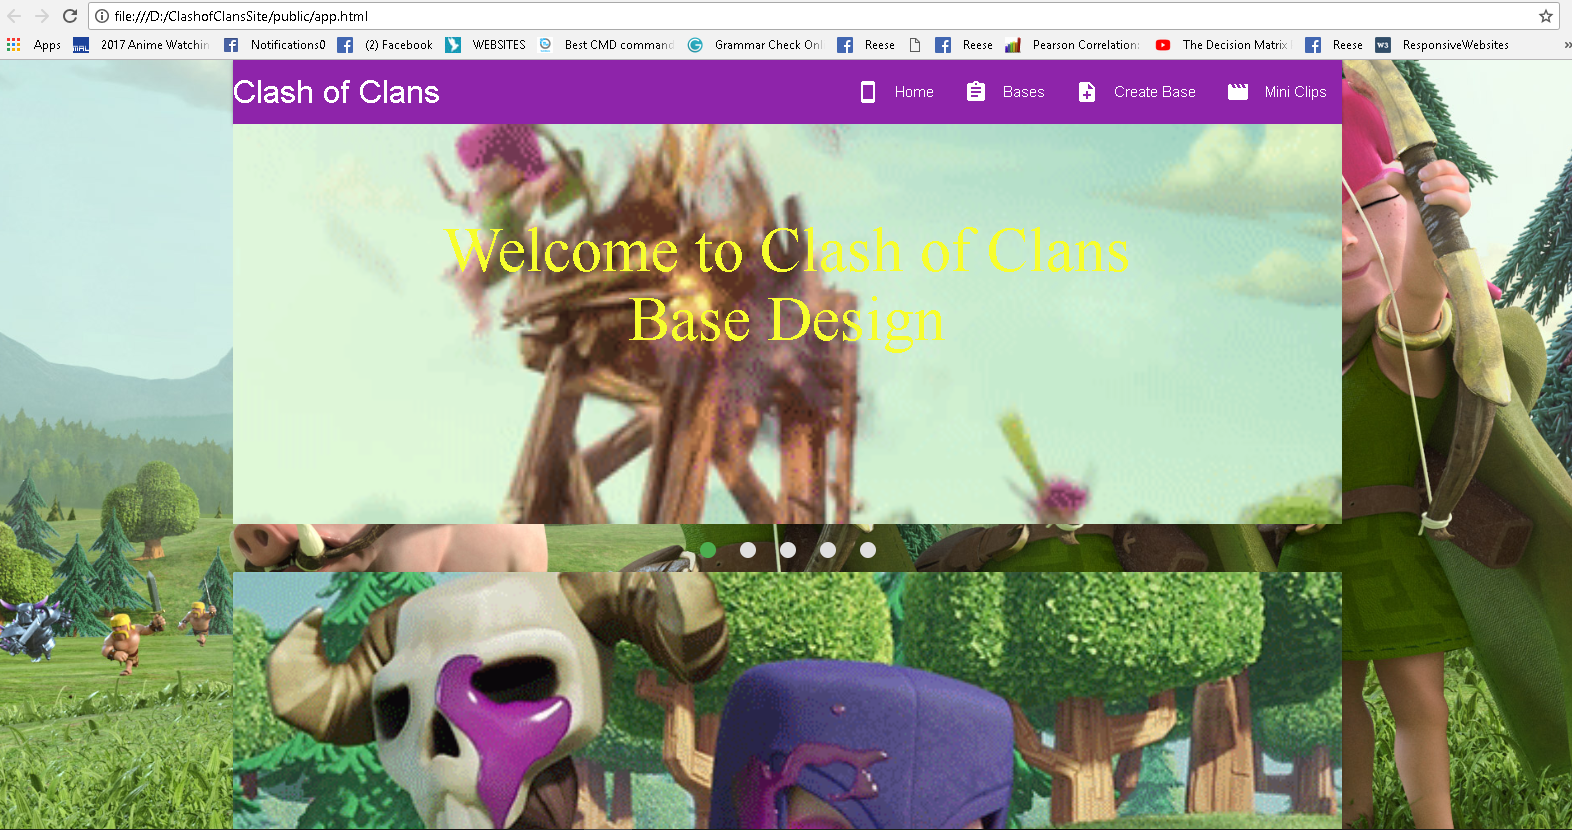 file:///D:/ClashofClansSite/public/app.html
Apps 2017 Anime Watchin Notifications0 (2) Facebook WEBSITES Best CMD command Grammar Check Onl Reese Reese Pearson Correlation The Decision Matrix Reese W3 ResponsiveWebsites »
Clash of Clans Home Bases Create Base Mini Clips
Welcome to Clash of Clans
Base Design